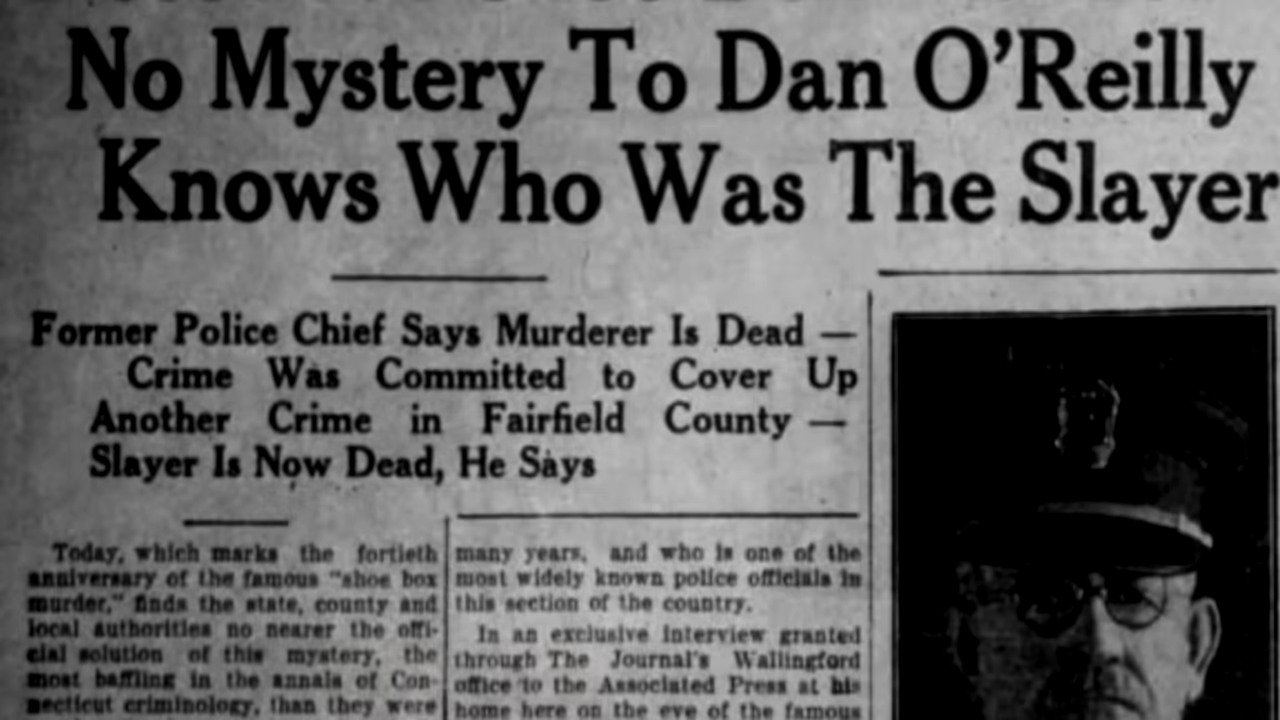 No Mystery To Dan O'Reilly
Knows Who Was The Slayer
Former Police Chief Says Murderer Is Dead —
Crime Was Committed to Cover Up
Another Crime in Fairfield County —
Slayer Is Now Dead, He Says
Today, which marks the fortieth
anniversary of the famous "shoe box
murder," finds the state, county and
local authorities no nearer the offi-
cial solution of this mystery, the
most baffling in the annals of Con-
necticut criminology, than they were
many years, and who is one of the
most widely known police officials in
this section of the country.
In an exclusive interview granted
through The Journal's Wallingford
office to the Associated Press at his
home here on the eve of the famous